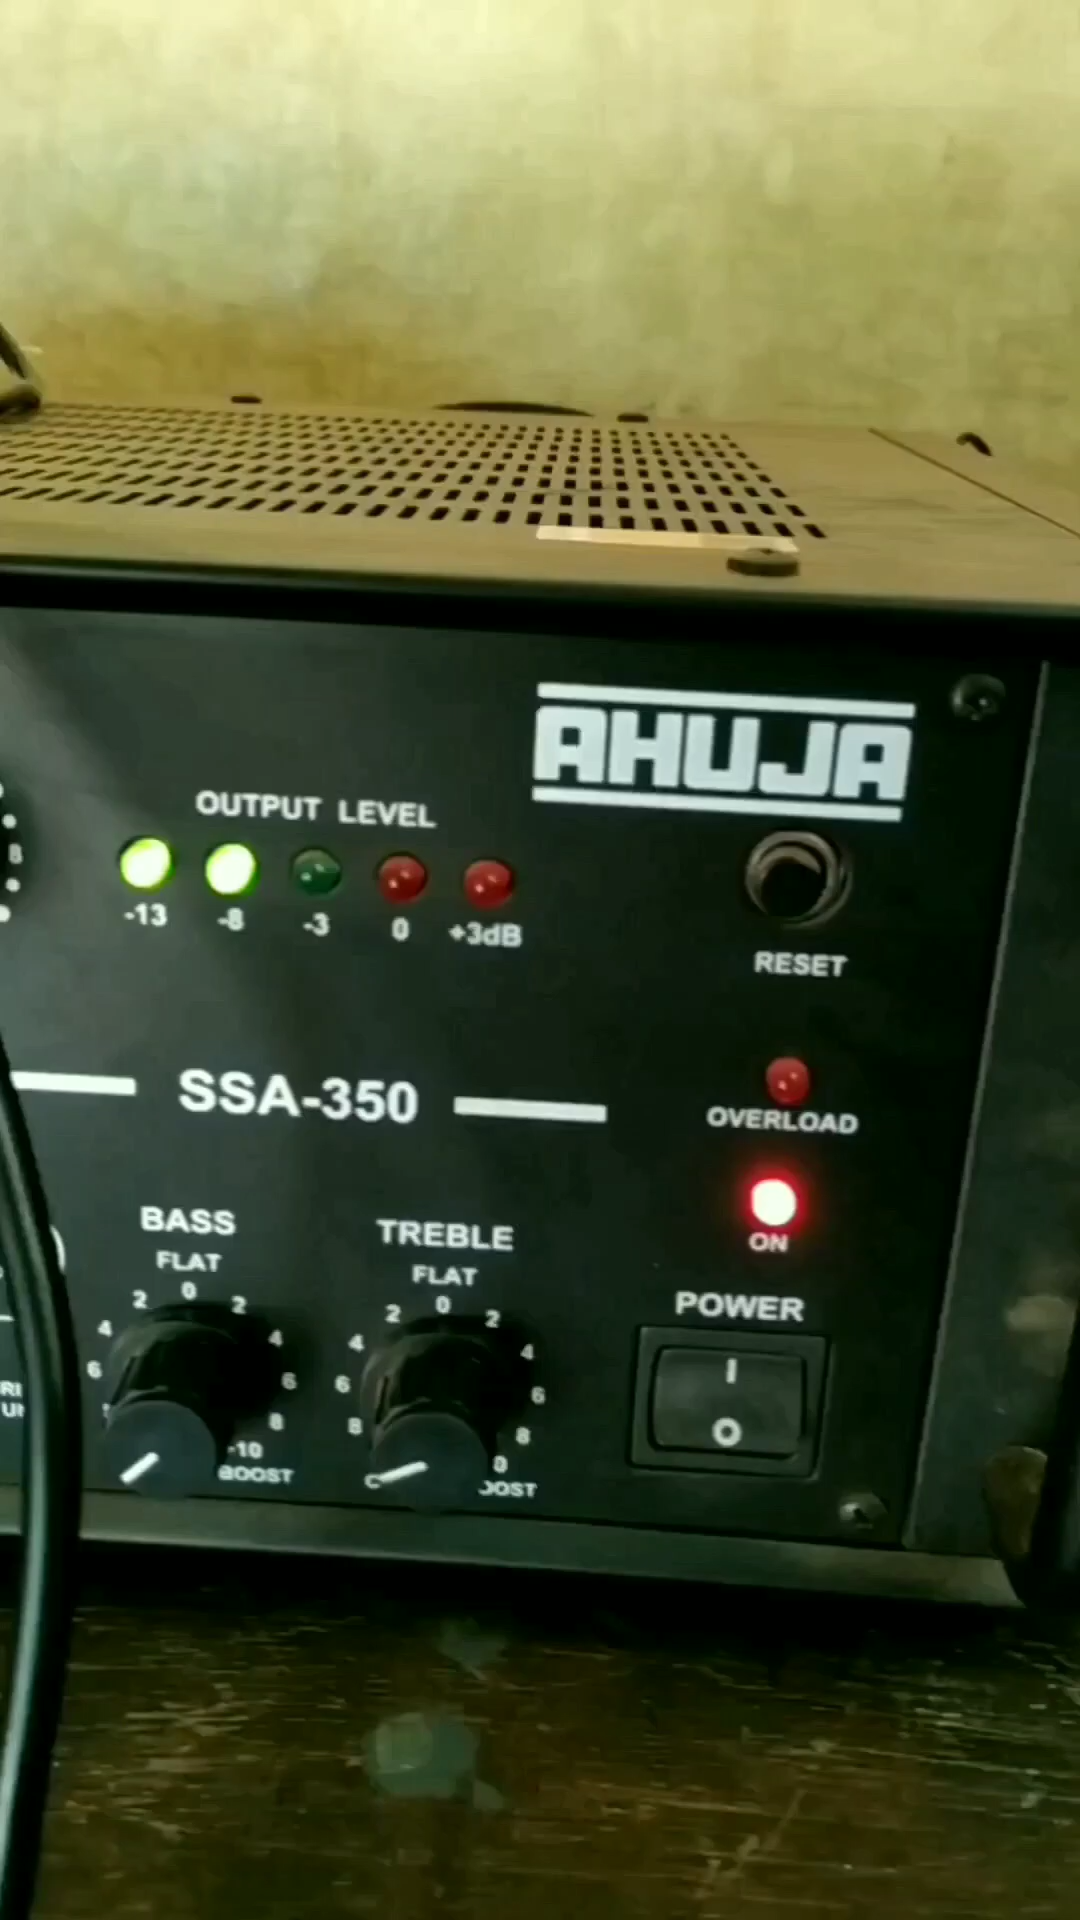 AHUJA
OUTPUT LEVEL
-13 -8 -3 0 +3dB
8
RESET
SSA-350
OVERLOAD
ON
BASS
FLAT
2 0 2
4 4
6 6
8
-10
BOOST
TREBLE
FLAT
2 0 2
4 4
6 6
8 8
0
OOST
POWER
I
O